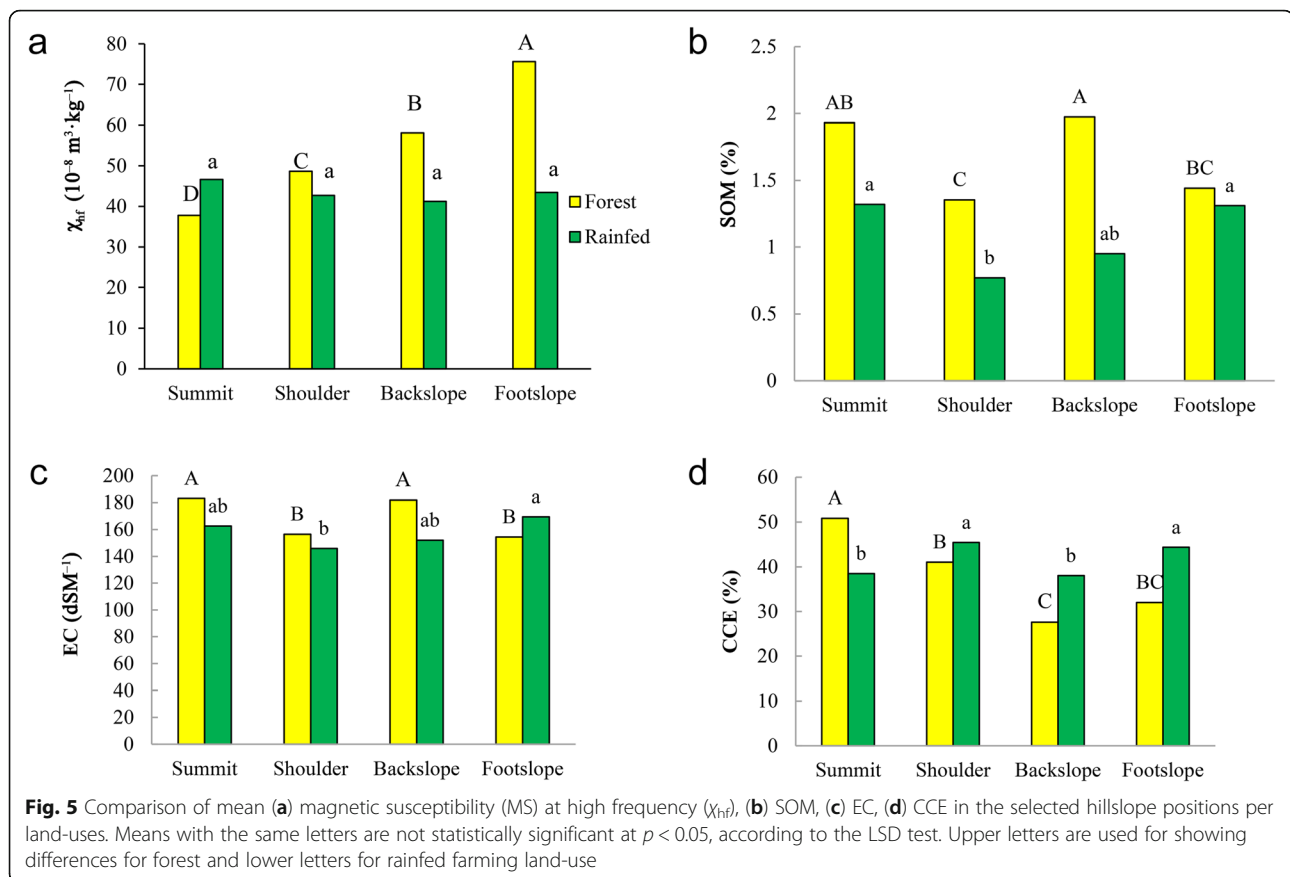 a
χhf (10⁻⁸ m³·kg⁻¹)
80
70
60
50
40
30
20
10
0
D
a
C
a
B
a
A
a
Summit
Shoulder
Backslope
Footslope
Forest
Rainfed
b
SOM (%)
2.5
2
1.5
1
0.5
0
AB
a
C
b
A
ab
BC
a
Summit
Shoulder
Backslope
Footslope
c
EC (dSM⁻¹)
200
180
160
140
120
100
80
60
40
20
0
A
ab
B
b
A
ab
B
a
Summit
Shoulder
Backslope
Footslope
d
CCE (%)
60
50
40
30
20
10
0
A
b
B
a
C
b
BC
a
Summit
Shoulder
Backslope
Footslope
Fig. 5 Comparison of mean (a) magnetic susceptibility (MS) at high frequency (χhf), (b) SOM, (c) EC, (d) CCE in the selected hillslope positions per
land-uses. Means with the same letters are not statistically significant at p < 0.05, according to the LSD test. Upper letters are used for showing
differences for forest and lower letters for rainfed farming land-use